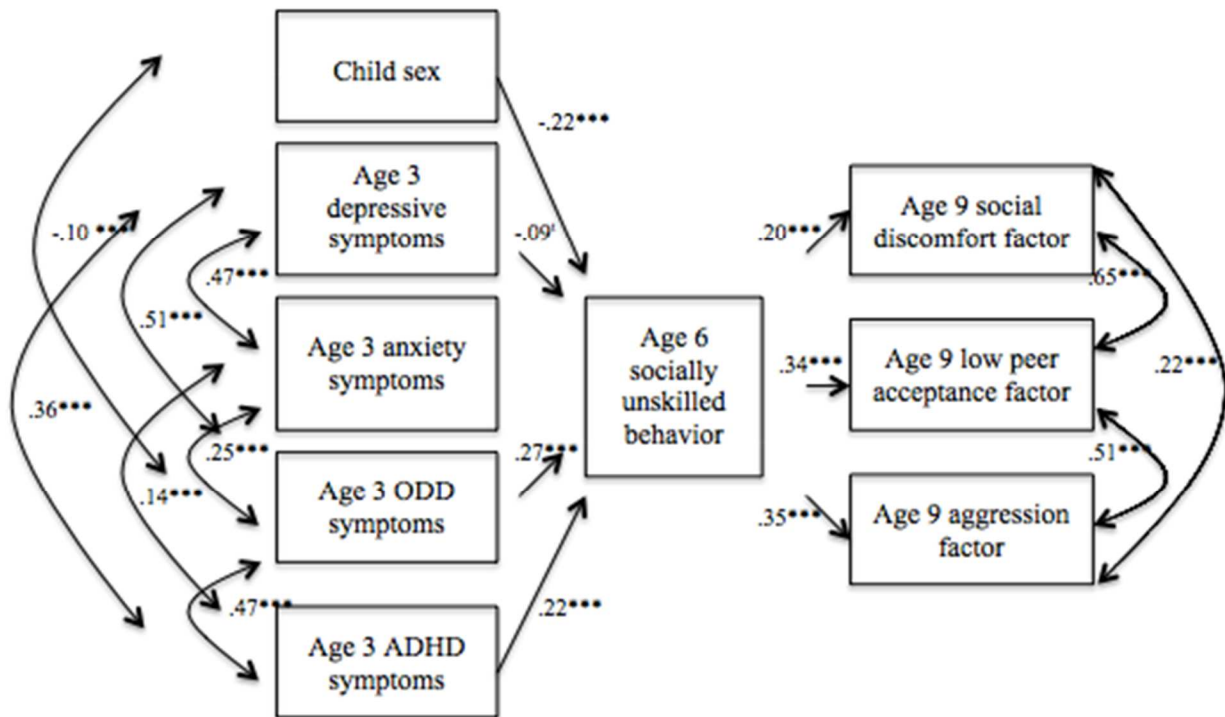 Child sex
-.22***
Age 3
depressive
symptoms
-.10 ***
-.09ᵗ
.47***
Age 9 social
discomfort factor
.20***
.65***
.51***
Age 3 anxiety
symptoms
Age 6
socially
unskilled
behavior
.34***
Age 9 low peer
acceptance factor
.22***
.36***
.25***
.27***
.51***
.14***
Age 3 ODD
symptoms
.35***
Age 9 aggression
factor
.47***
.22***
Age 3 ADHD
symptoms